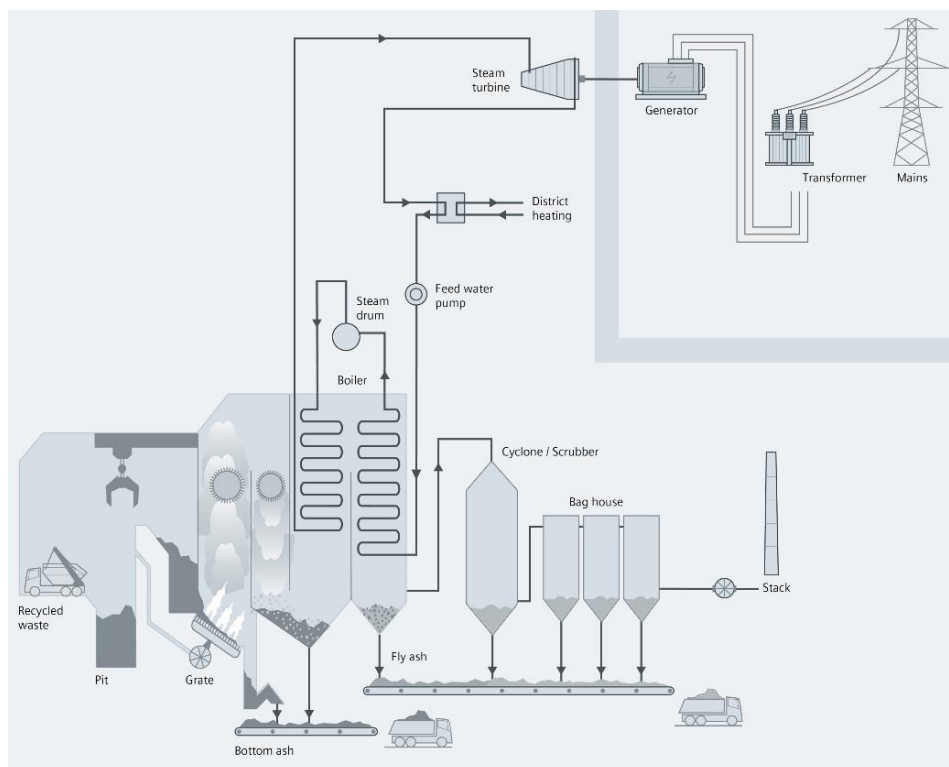 Steam
turbine
Generator
Transformer
Mains
District
heating
Feed water
pump
Steam
drum
Boiler
Cyclone / Scrubber
Bag house
Stack
Recycled
waste
Pit
Grate
Fly ash
Bottom ash